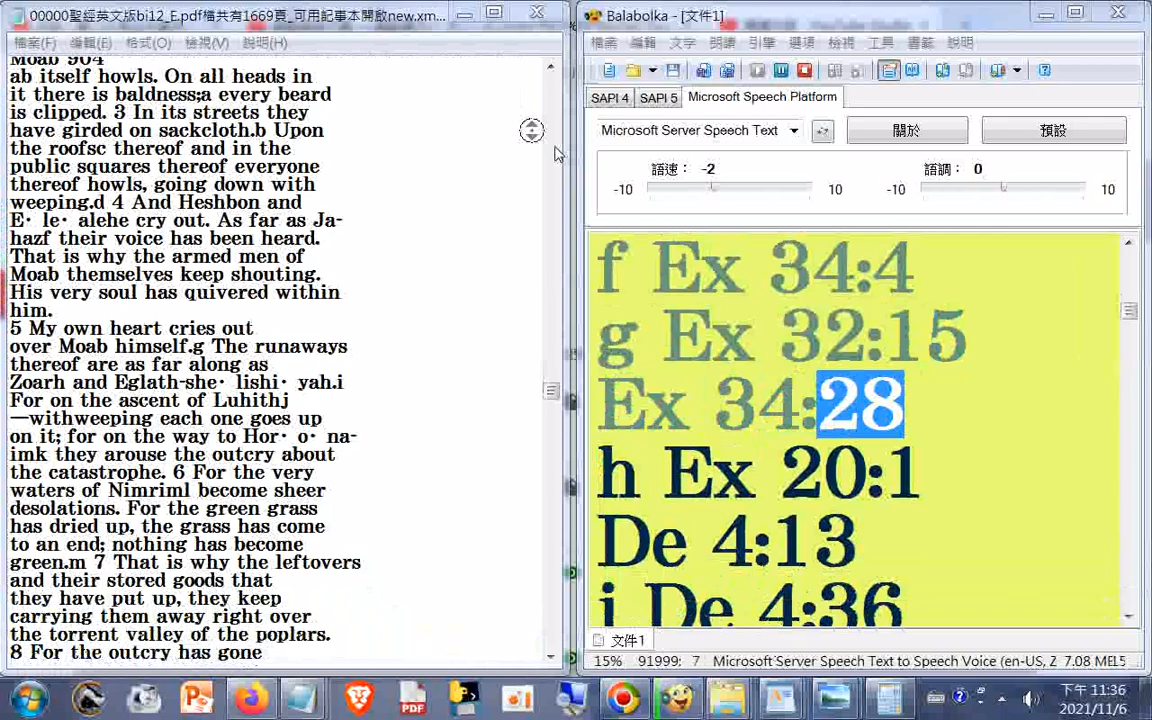 00000聖經英文版bi12_E.pdf檔共有1669頁_可用記事本開啟new.xm...
檔案(F) 編輯(E) 格式(O) 檢視(V) 說明(H)
Moab 904
ab itself howls. On all heads in
it there is baldness;a every beard
is clipped. 3 In its streets they
have girded on sackcloth.b Upon
the roofsc thereof and in the
public squares thereof everyone
thereof howls, going down with
weeping.d 4 And Heshbon and
E‧le‧alehe cry out. As far as Ja-
hazf their voice has been heard.
That is why the armed men of
Moab themselves keep shouting.
His very soul has quivered within
him.
5 My own heart cries out
over Moab himself.g The runaways
thereof are as far along as
Zoarh and Eglath-she‧lishi‧yah.i
For on the ascent of Luhithj
—withweeping each one goes up
on it; for on the way to Hor‧o‧na-
imk they arouse the outcry about
the catastrophe. 6 For the very
waters of Nimriml become sheer
desolations. For the green grass
has dried up, the grass has come
to an end; nothing has become
green.m 7 That is why the leftovers
and their stored goods that
they have put up, they keep
carrying them away right over
the torrent valley of the poplars.
8 For the outcry has gone
Balabolka - [文件1]
檔案 編輯 文字 朗讀 引擎 選項 檢視 工具 書籤 說明
SAPI 4 SAPI 5 Microsoft Speech Platform
Microsoft Server Speech Text 關於 預設
語速： -2 語調： 0
-10 10 -10 10
f Ex 34:4
g Ex 32:15
Ex 34:28
h Ex 20:1
De 4:13
i De 4:36
文件1
15% 91999: 7 Microsoft Server Speech Text to Speech Voice (en-US, Z 7.08 МБ
PDF
下午 11:36
2021/11/6